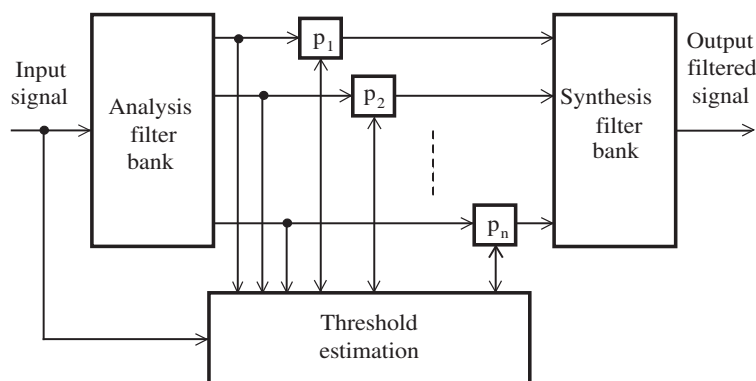 Input
signal
Analysis
filter
bank
p1
p2
pn
Synthesis
filter
bank
Output
filtered
signal
Threshold
estimation